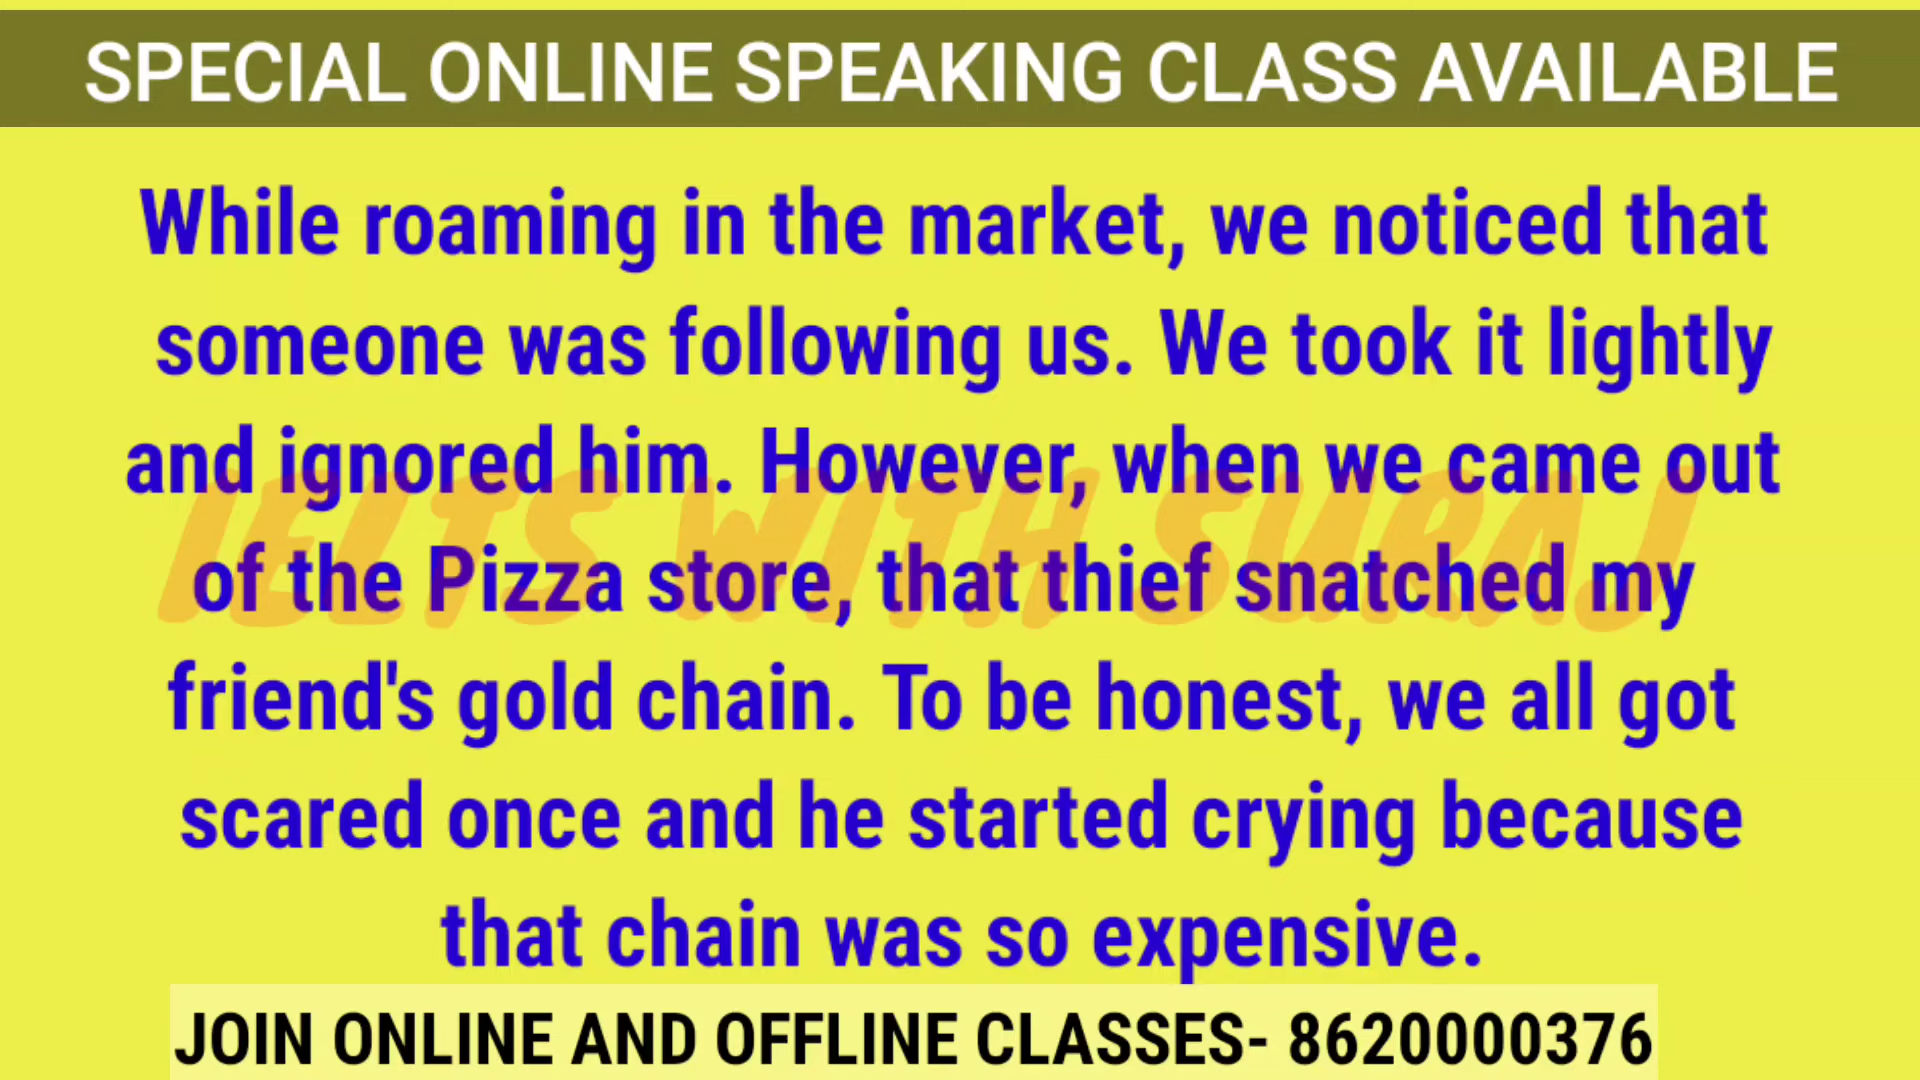 SPECIAL ONLINE SPEAKING CLASS AVAILABLE
While roaming in the market, we noticed that
someone was following us. We took it lightly
and ignored him. However, when we came out
of the Pizza store, that thief snatched my
friend's gold chain. To be honest, we all got
scared once and he started crying because
that chain was so expensive.
IELTS WITH SURAJ
JOIN ONLINE AND OFFLINE CLASSES- 8620000376